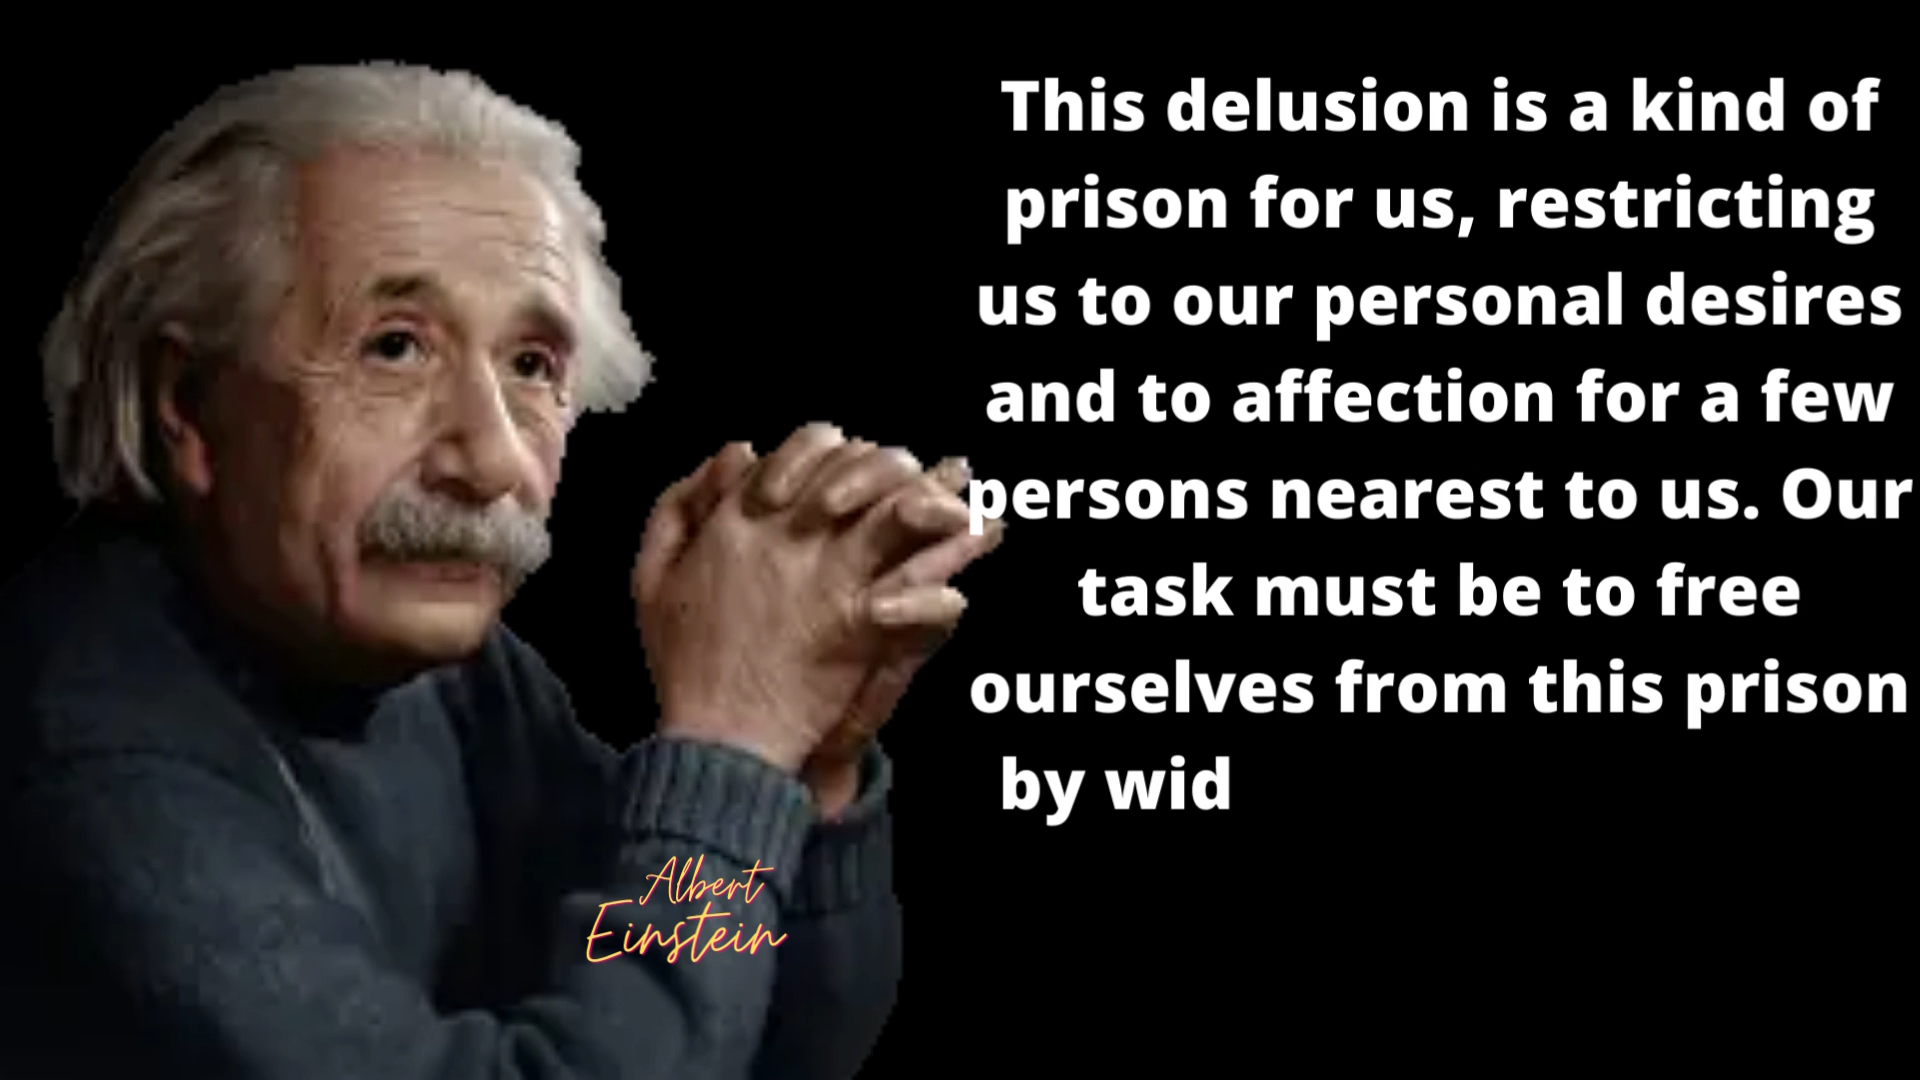 This delusion is a kind of
prison for us, restricting
us to our personal desires
and to affection for a few
persons nearest to us. Our
task must be to free
ourselves from this prison
by wid
Albert
Einstein